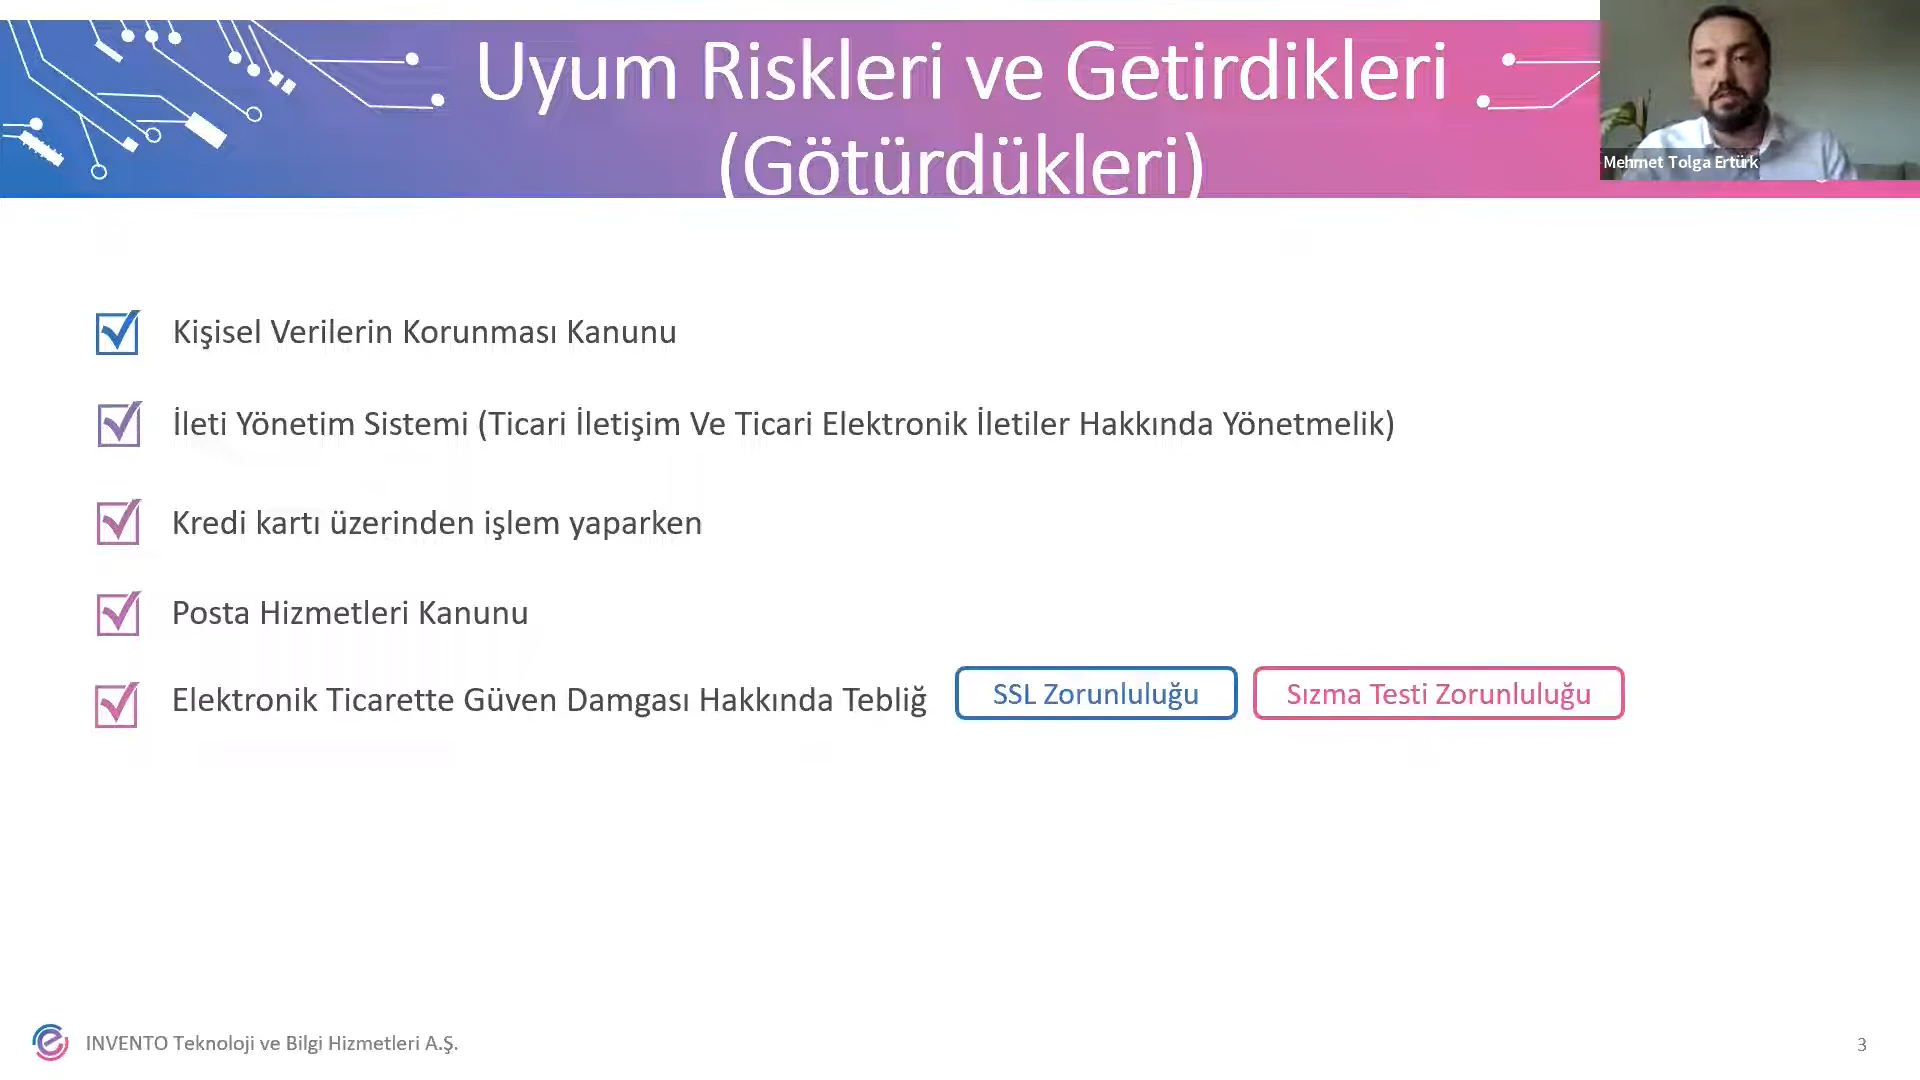 Uyum Riskleri ve Getirdikleri
(Götürdükleri)
Mehmet Tolga Ertürk
Kişisel Verilerin Korunması Kanunu
İleti Yönetim Sistemi (Ticari İletişim Ve Ticari Elektronik İletiler Hakkında Yönetmelik)
Kredi kartı üzerinden işlem yaparken
Posta Hizmetleri Kanunu
Elektronik Ticarette Güven Damgası Hakkında Tebliğ
SSL Zorunluluğu
Sızma Testi Zorunluluğu
INVENTO Teknoloji ve Bilgi Hizmetleri A.Ş.
3